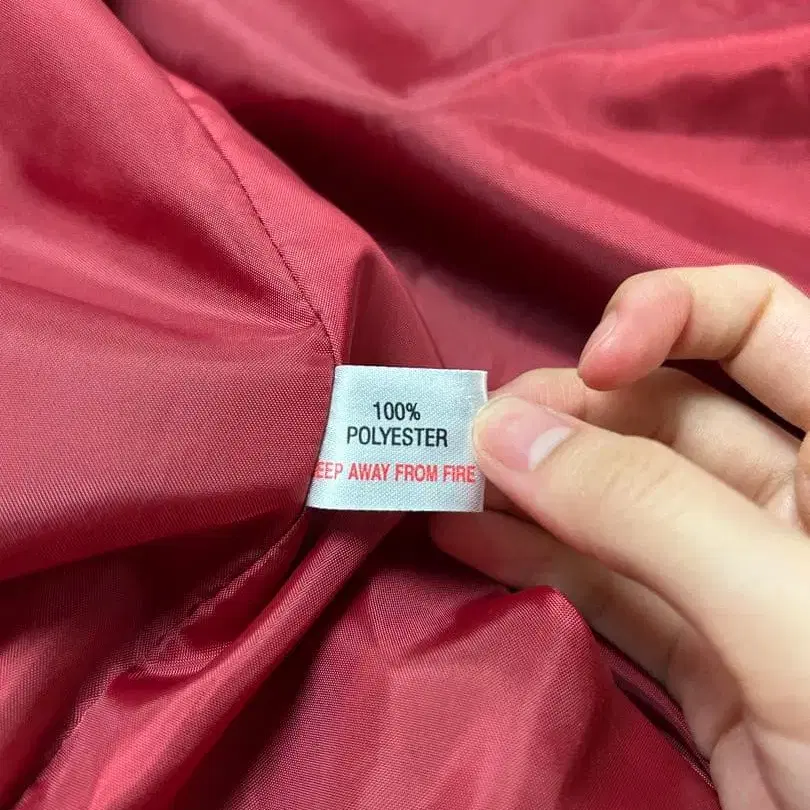 100%
POLYESTER
EEP AWAY FROM FIRE